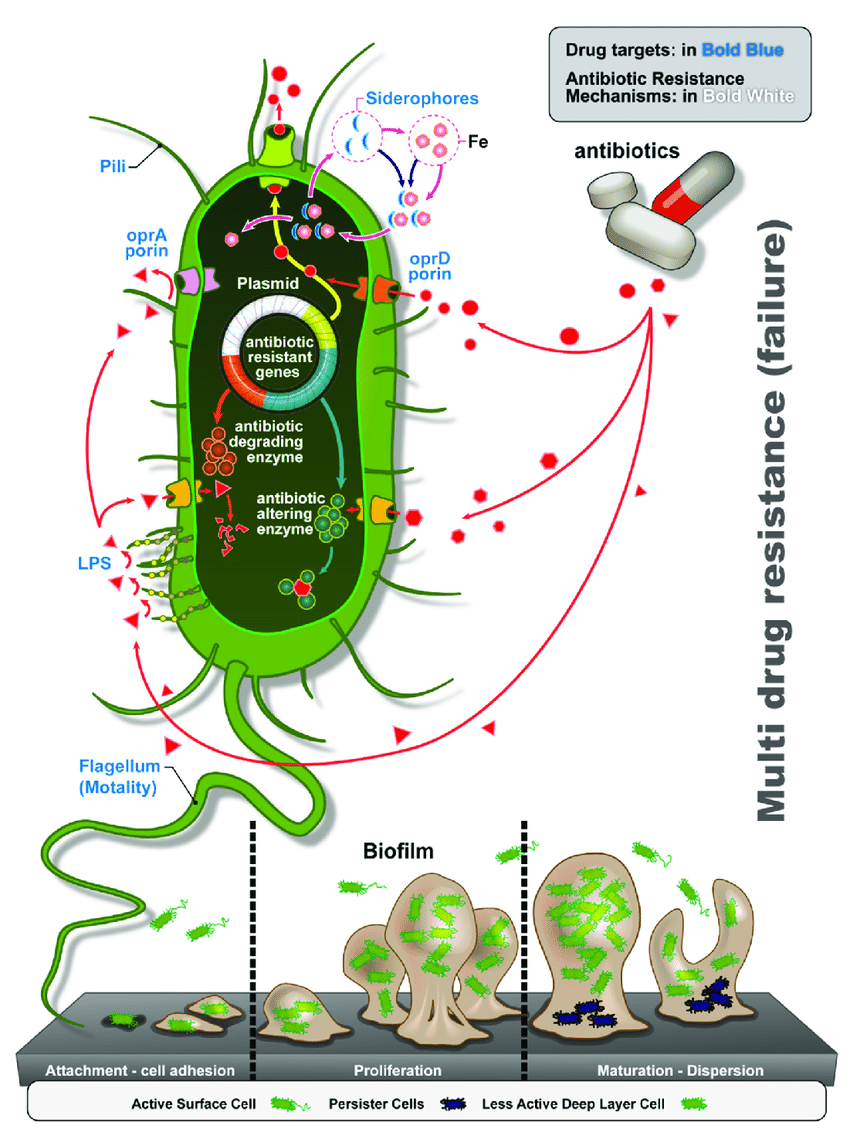 Drug targets: in Bold Blue
Antibiotic Resistance
Mechanisms: in Bold White
antibiotics
Siderophores
Fe
Pili
oprA
porin
oprD
porin
Plasmid
antibiotic
resistant
genes
antibiotic
degrading
enzyme
antibiotic
altering
enzyme
LPS
Multi drug resistance (failure)
Flagellum
(Motality)
Biofilm
Attachment - cell adhesion
Proliferation
Maturation - Dispersion
Active Surface Cell
Persister Cells
Less Active Deep Layer Cell